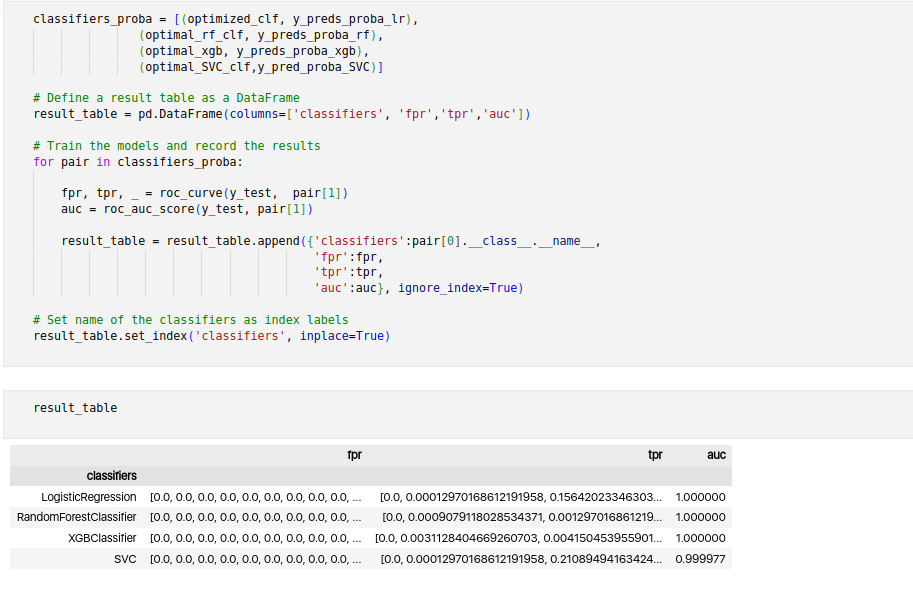 classifiers_proba = [(optimized_clf, y_preds_proba_lr),
(optimal_rf_clf, y_preds_proba_rf),
(optimal_xgb, y_preds_proba_xgb),
(optimal_SVC_clf,y_pred_proba_SVC)]
# Define a result table as a DataFrame
result_table = pd.DataFrame(columns=['classifiers', 'fpr','tpr','auc'])
# Train the models and record the results
for pair in classifiers_proba:
fpr, tpr, _ = roc_curve(y_test,  pair[1])
auc = roc_auc_score(y_test, pair[1])
result_table = result_table.append({'classifiers':pair[0].__class__.__name__,
'fpr':fpr,
'tpr':tpr,
'auc':auc}, ignore_index=True)
# Set name of the classifiers as index labels
result_table.set_index('classifiers', inplace=True)
result_table
fpr tpr auc
classifiers
LogisticRegression [0.0, 0.0, 0.0, 0.0, 0.0, 0.0, 0.0, 0.0, 0.0, ... [0.0, 0.00012970168612191958, 0.15642023346303... 1.000000
RandomForestClassifier [0.0, 0.0, 0.0, 0.0, 0.0, 0.0, 0.0, 0.0, 0.0, ... [0.0, 0.0009079118028534371, 0.001297016861219... 1.000000
XGBClassifier [0.0, 0.0, 0.0, 0.0, 0.0, 0.0, 0.0, 0.0, 0.0, ... [0.0, 0.0031128404669260703, 0.004150453955901... 1.000000
SVC [0.0, 0.0, 0.0, 0.0, 0.0, 0.0, 0.0, 0.0, 0.0, ... [0.0, 0.00012970168612191958, 0.21089494163424... 0.999977